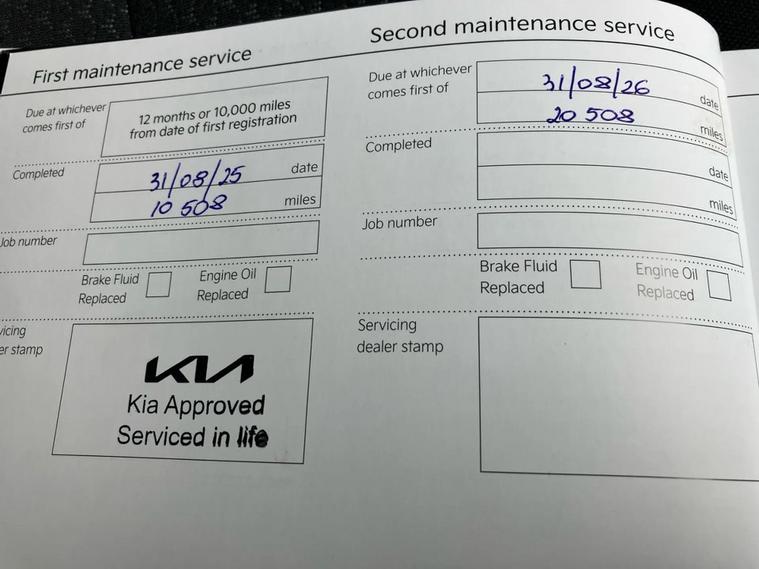 First maintenance service
Due at whichever
comes first of
12 months or 10,000 miles
from date of first registration
Completed
31/08/25 date
10 508 miles
Job number
Brake Fluid
Replaced
Engine Oil
Replaced
vicing
er stamp
KIA
Kia Approved
Serviced in life
Second maintenance service
Due at whichever
comes first of
31/08/26 date
20 508 miles
Completed
date
miles
Job number
Brake Fluid
Replaced
Engine Oil
Replaced
Servicing
dealer stamp